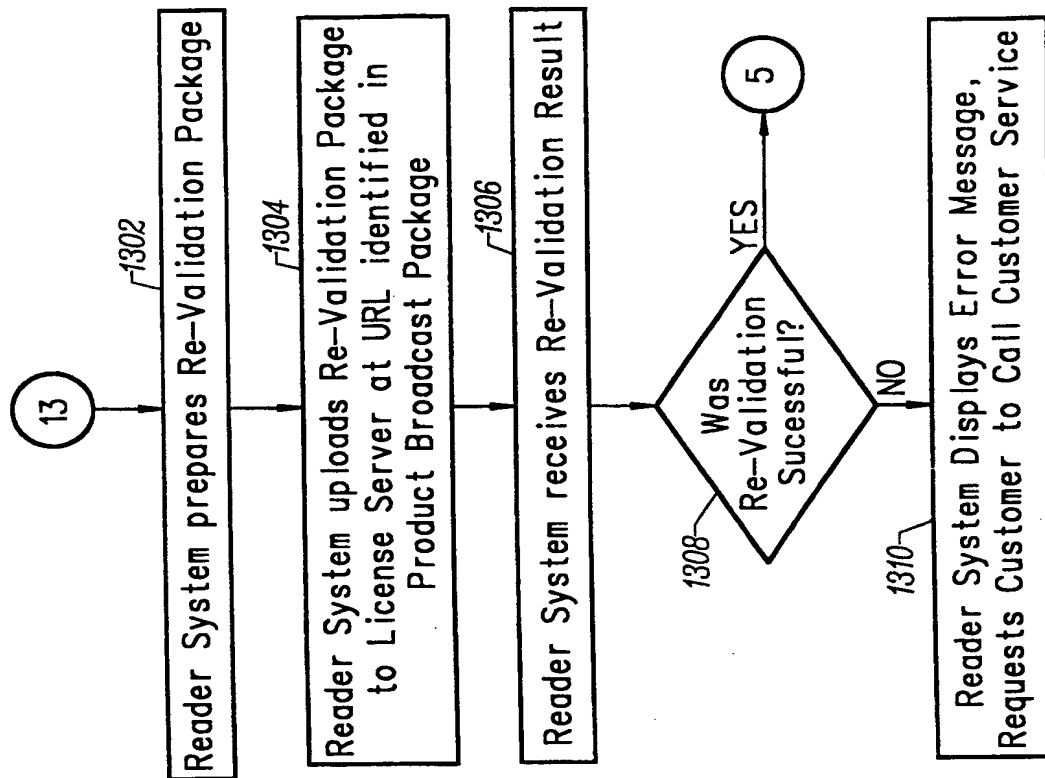 13
1302
Reader System prepares Re-Validation Package
1304
Reader System uploads Re-Validation Package
to License Server at URL identified in
Product Broadcast Package
1306
Reader System receives Re-Validation Result
1308
Was
Re-Validation
Sucessful?
YES
5
NO
1310
Reader System Displays Error Message,
Requests Customer to Call Customer Service